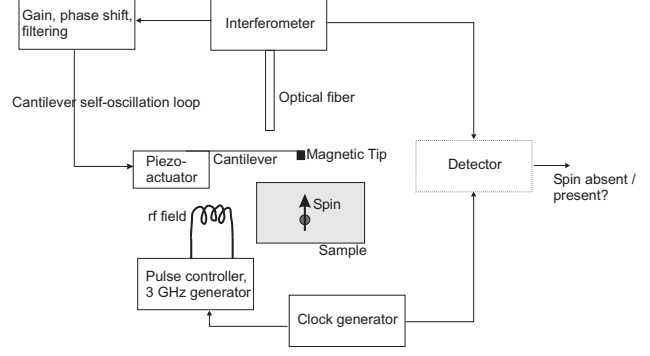 Gain, phase shift,
filtering
Interferometer
Cantilever self-oscillation loop
Optical fiber
Piezo-
actuator
Cantilever
Magnetic Tip
Detector
Spin absent /
present?
rf field
Spin
Sample
Pulse controller,
3 GHz generator
Clock generator